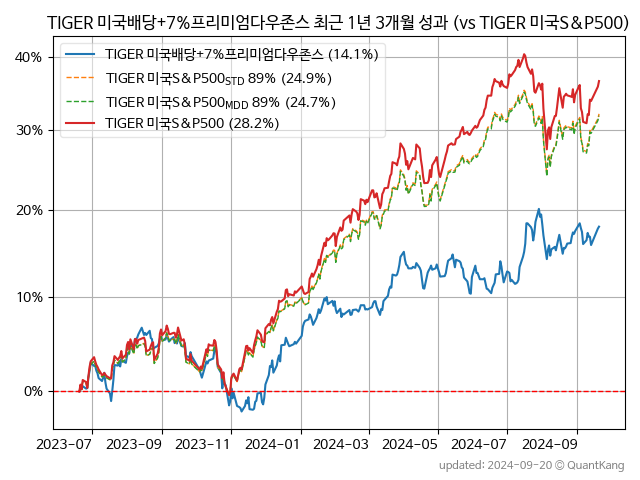 TIGER 미국배당+7%프리미엄다우존스 최근 1년 3개월 성과 (vs TIGER 미국S&P500)
TIGER 미국배당+7%프리미엄다우존스 (14.1%)
TIGER 미국S&P500STD 89% (24.9%)
TIGER 미국S&P500MDD 89% (24.7%)
TIGER 미국S&P500 (28.2%)
40%
30%
20%
10%
0%
2023-07 2023-09 2023-11 2024-01 2024-03 2024-05 2024-07 2024-09
updated: 2024-09-20 © QuantKang